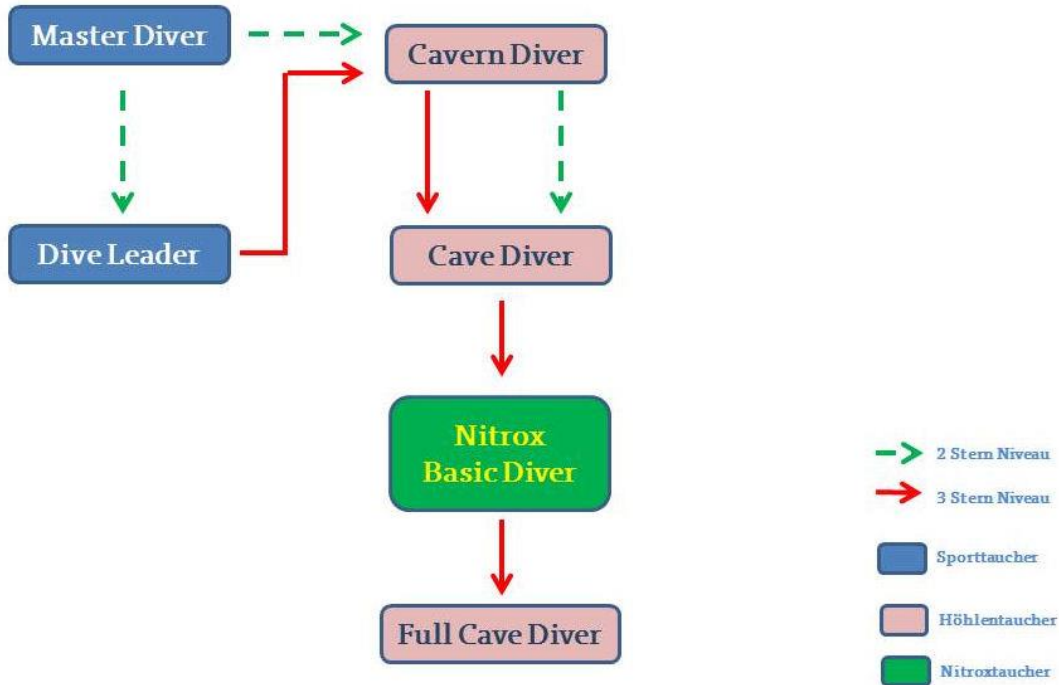 Master Diver
Cavern Diver
Dive Leader
Cave Diver
Nitrox
Basic Diver
Full Cave Diver
2 Stern Niveau
3 Stern Niveau
Sporttaucher
Höhlentaucher
Nitroxtaucher